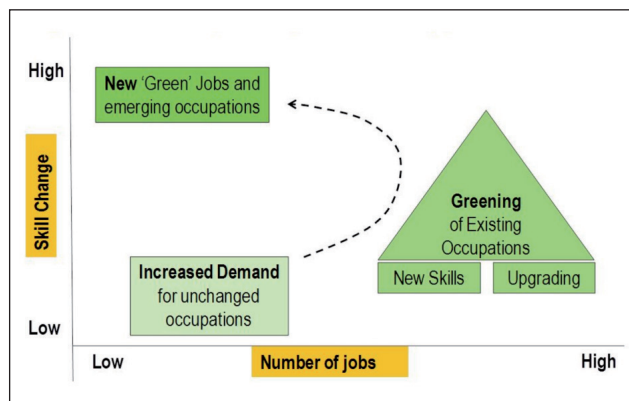 High
New ‘Green’ Jobs and
emerging occupations
Skill Change
Greening
of Existing
Occupations
New Skills
Upgrading
Increased Demand
for unchanged
occupations
Low
Low
Number of jobs
High